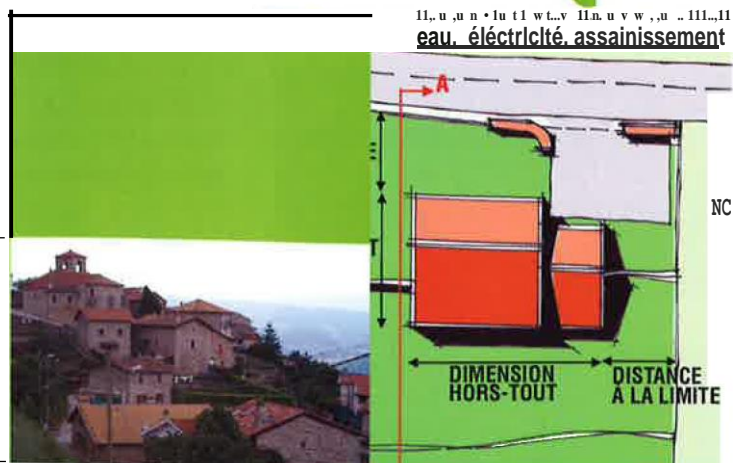 eau. éléctrlclté. assainissement
A
NC
T
DIMENSION
HORS-TOUT
DISTANCE
À LA LIMITE